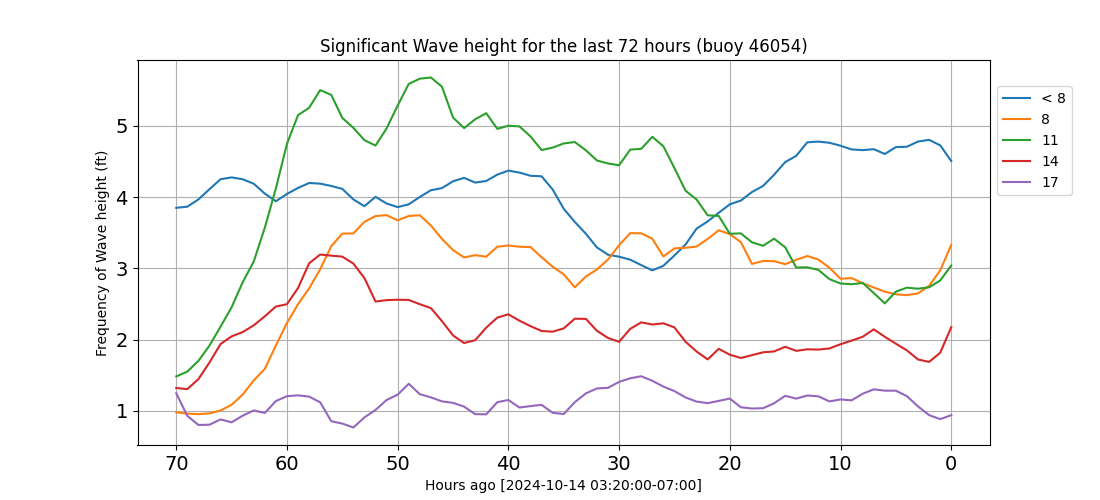 Significant Wave height for the last 72 hours (buoy 46054)
Frequency of Wave height (ft)
5
4
3
2
1
70 60 50 40 30 20 10 0
Hours ago [2024-10-14 03:20:00-07:00]
< 8
8
11
14
17